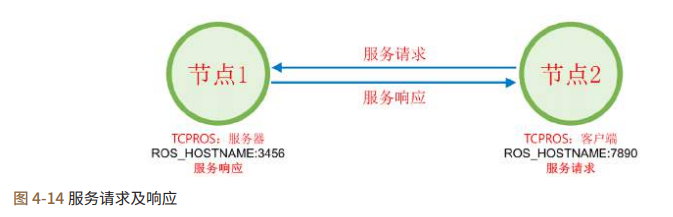 服务请求
节点1
节点2
服务响应
TCPROS：服务器
ROS_HOSTNAME:3456
服务响应
TCPROS：客户端
ROS_HOSTNAME:7890
服务请求
图 4-14 服务请求及响应